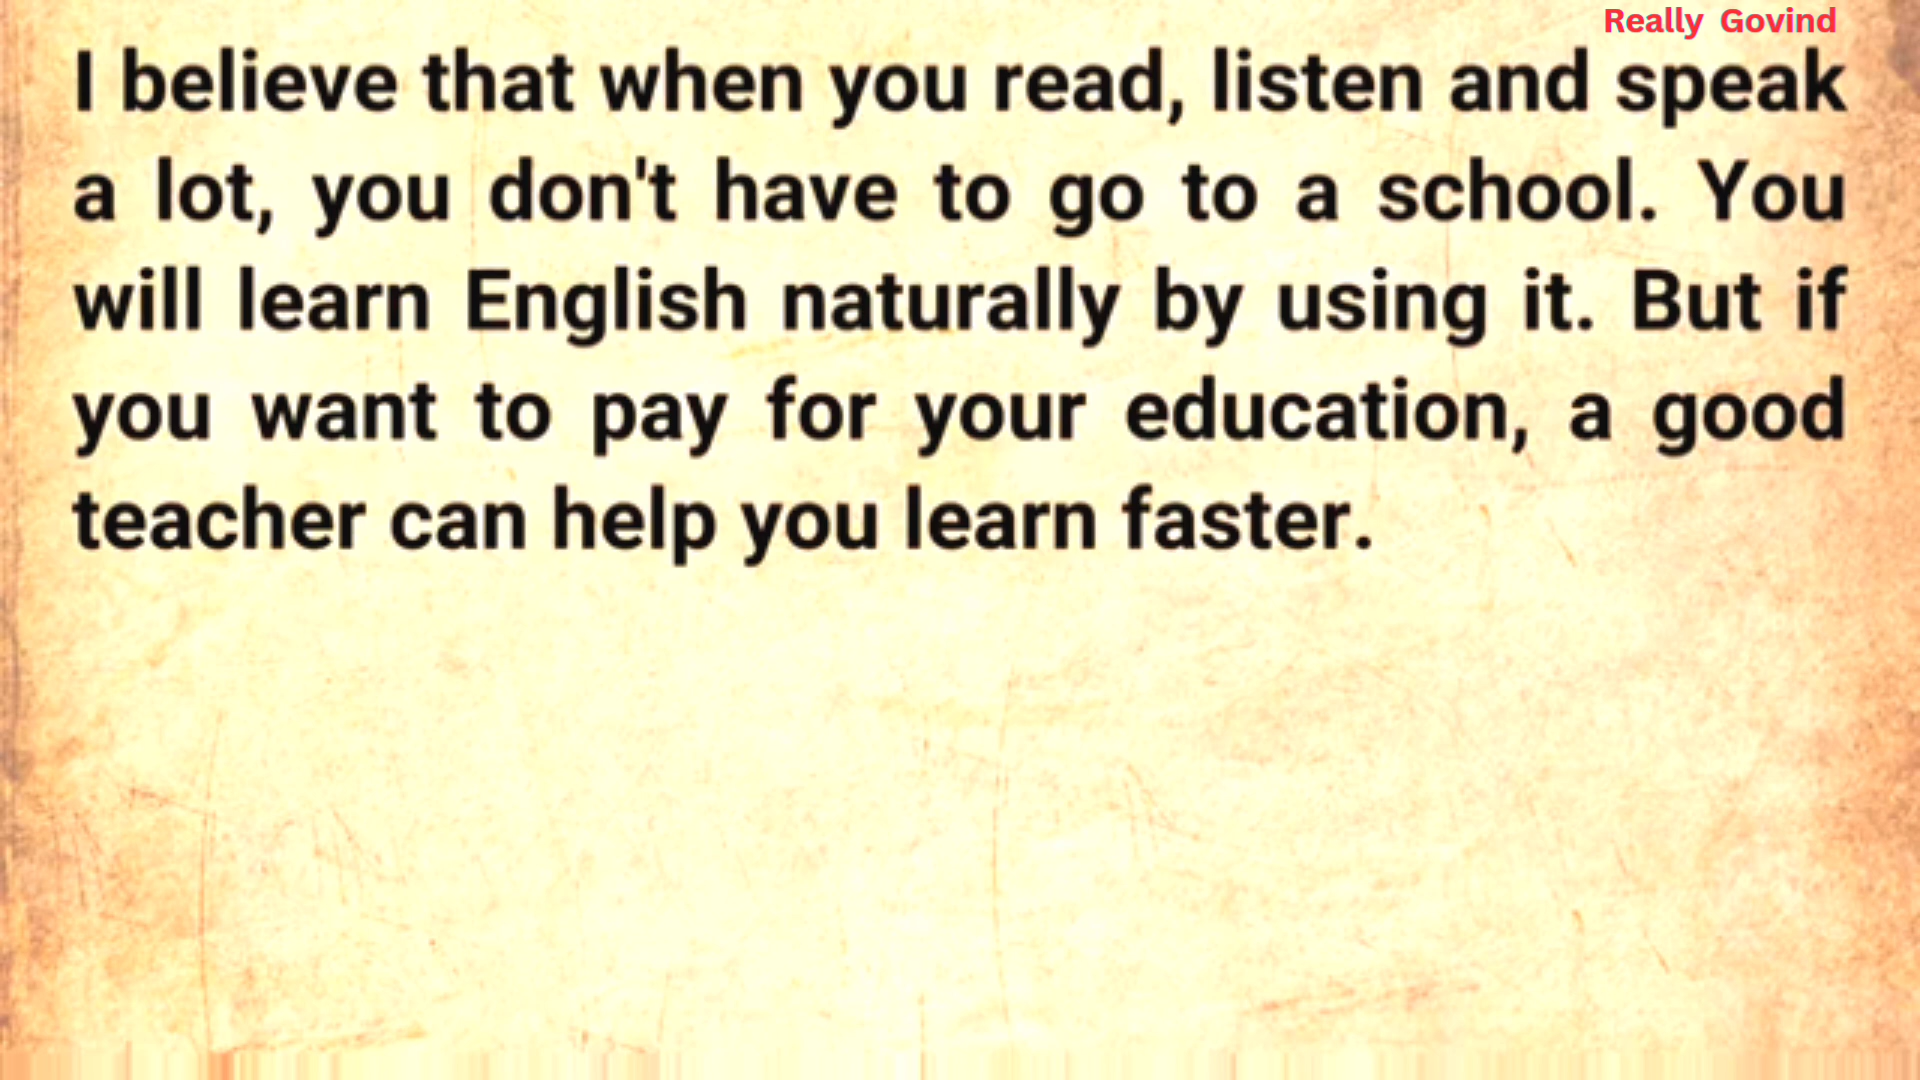 Really Govind
I believe that when you read, listen and speak
a lot, you don't have to go to a school. You
will learn English naturally by using it. But if
you want to pay for your education, a good
teacher can help you learn faster.